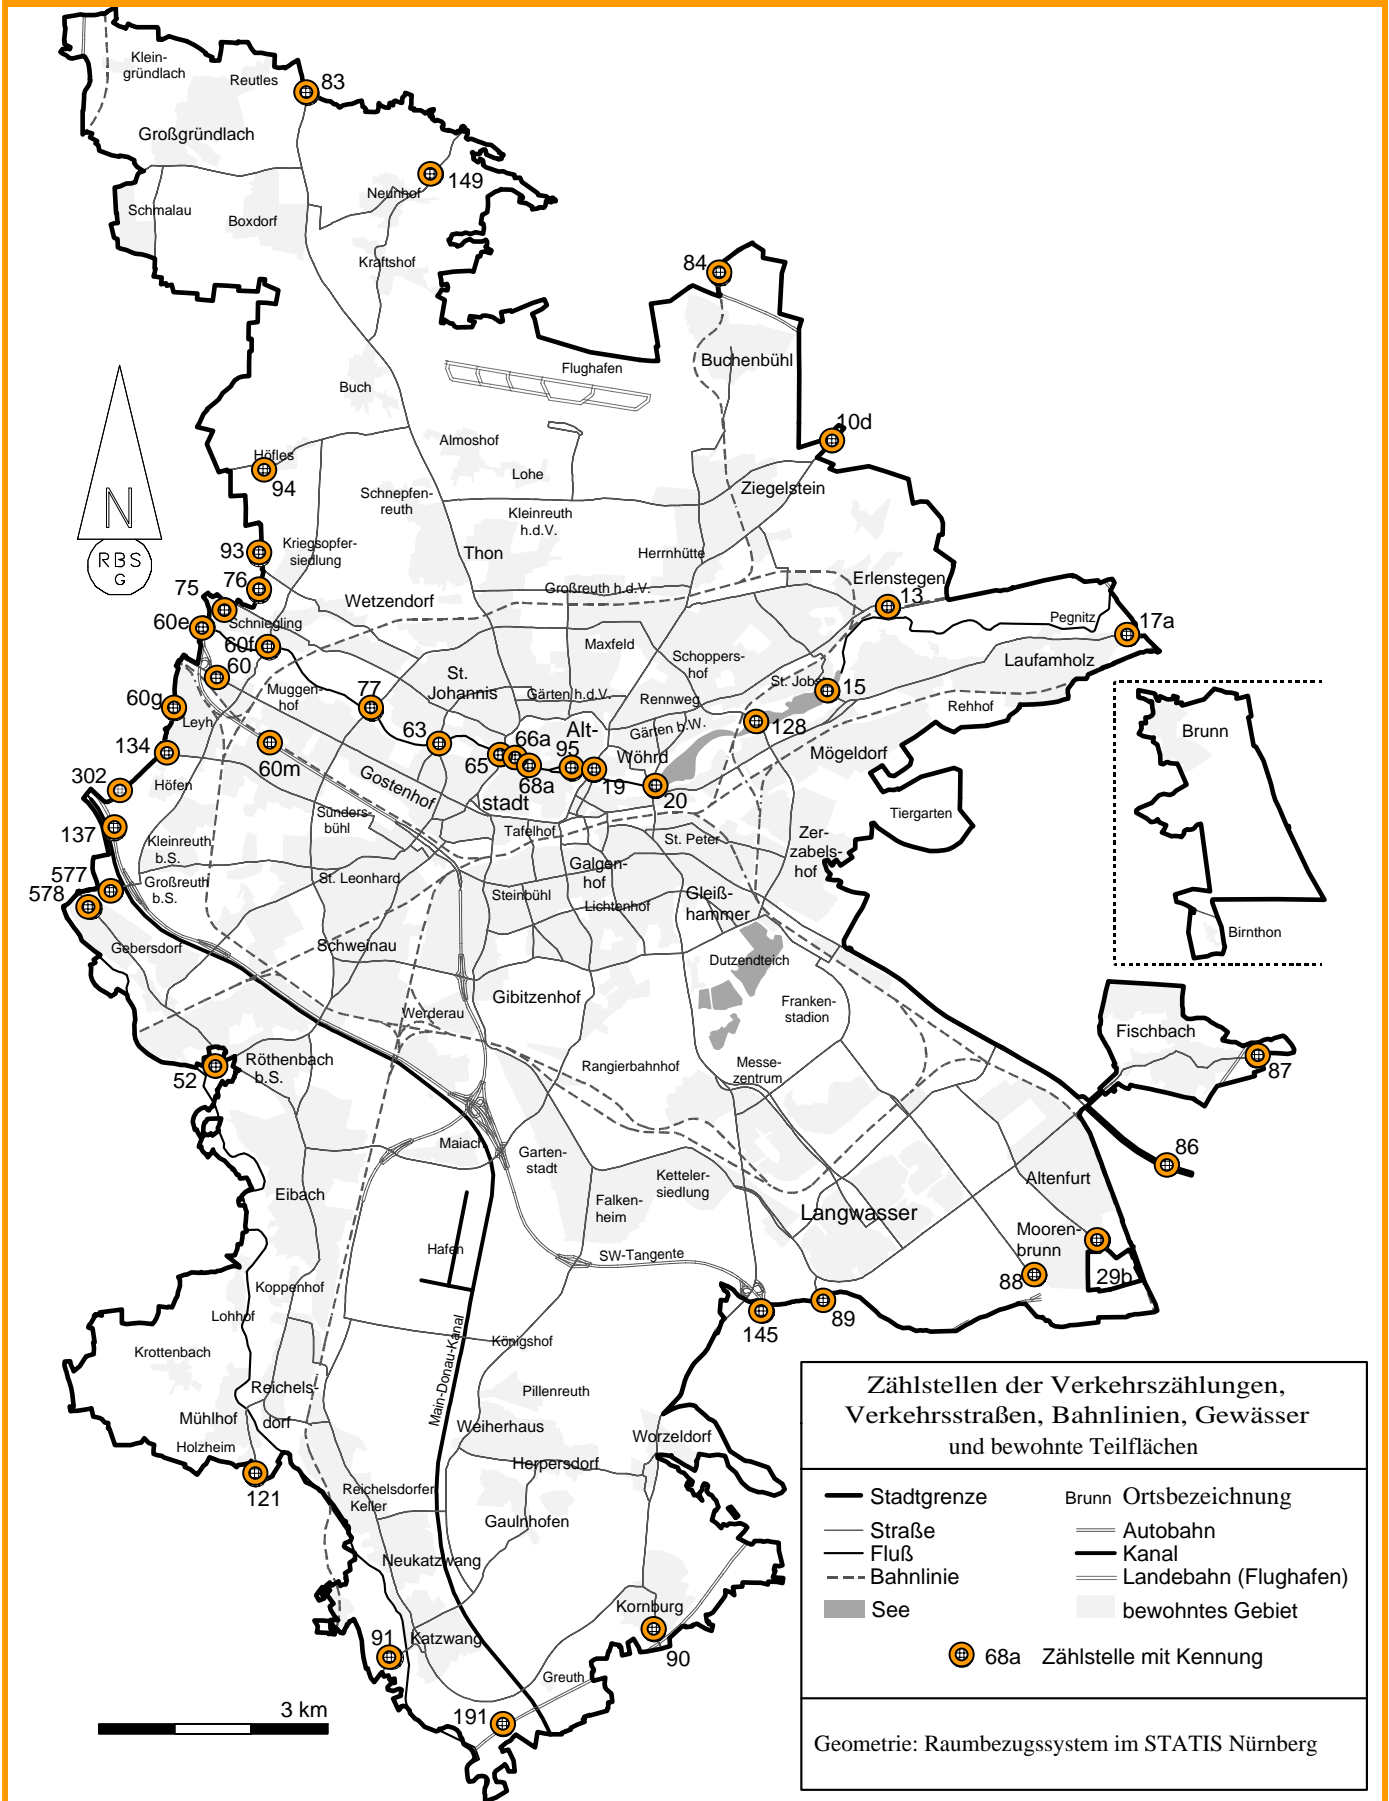 Klein-
gründlach
Reutles
83
Großgründlach
149
Neunhof
Schmalau
Boxdorf
Kraftshof
84
Buchenbühl
Flughafen
Buch
10d
Almoshof
Höfles
94
Lohe
Ziegelstein
Schnepfen-
reuth
Kleinreuth
h.d.V.
N
RBS
G
93
Kriegsopfer-
siedlung
Thon
Herrnhütte
75
76
Großreuth h.d.V.
Erlenstegen
13
Wetzendorf
60e
Schniegling
60f
Pegnitz
17a
Maxfeld
Schoppers-
hof
Laufamholz
60
St.
Johannis
St. Jobst
15
Muggen-
hof
77
Gärten h.d.V.
Rennweg
Rehhof
60g
Leyh
63
66a
Alt-
Gärten b.W.
128
Brunn
134
60m
65
95
Wöhrd
Mögeldorf
302
Höfen
Gostenhof
68a
19
20
stadt
Tiergarten
137
Sünders-
bühl
Tafelhof
St. Peter
Zer-
zabels-
hof
Kleinreuth
b.S.
577
Großreuth
b.S.
St. Leonhard
Galgen-
hof
578
Steinbühl
Lichtenhof
Gleiß-
hammer
Birnthon
Gebersdorf
Schweinau
Dutzendteich
Gibitzenhof
Franken-
stadion
Werderau
Fischbach
52
Röthenbach
b.S.
Rangierbahnhof
Messe-
zentrum
87
Maiach
Garten-
stadt
86
Eibach
Ketteler-
siedlung
Altenfurt
Falken-
heim
Langwasser
Hafen
SW-Tangente
Mooren-
brunn
29b
88
Koppenhof
Lohhof
145
89
Main-Donau-Kanal
Königshof
Krottenbach
Reichels-
dorf
Pillenreuth
Mühlhof
Holzheim
Weiherhaus
Worzeldorf
Herpersdorf
121
Reichelsdorfer
Keller
Gaulnhofen
Neukatzwang
Kornburg
91
Katzwang
90
Greuth
191
3 km
Zählstellen der Verkehrszählungen,
Verkehrsstraßen, Bahnlinien, Gewässer
und bewohnte Teilflächen
Stadtgrenze
Brunn Ortsbezeichnung
Straße
Autobahn
Fluß
Kanal
Bahnlinie
Landebahn (Flughafen)
See
bewohntes Gebiet
68a Zählstelle mit Kennung
Geometrie: Raumbezugssystem im STATIS Nürnberg